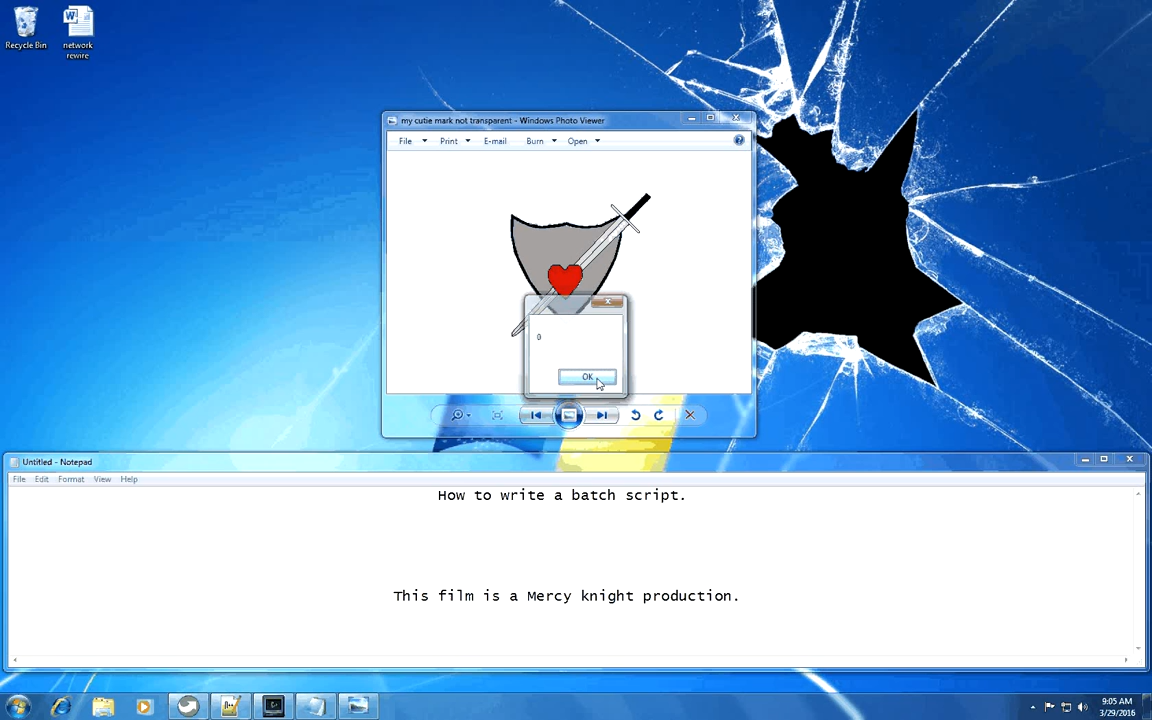 Recycle Bin
network
rewire
my cutie mark not transparent - Windows Photo Viewer
File Print E-mail Burn Open
0
OK
Untitled - Notepad
File Edit Format View Help
How to write a batch script.
This film is a Mercy knight production.
9:05 AM
3/29/2016